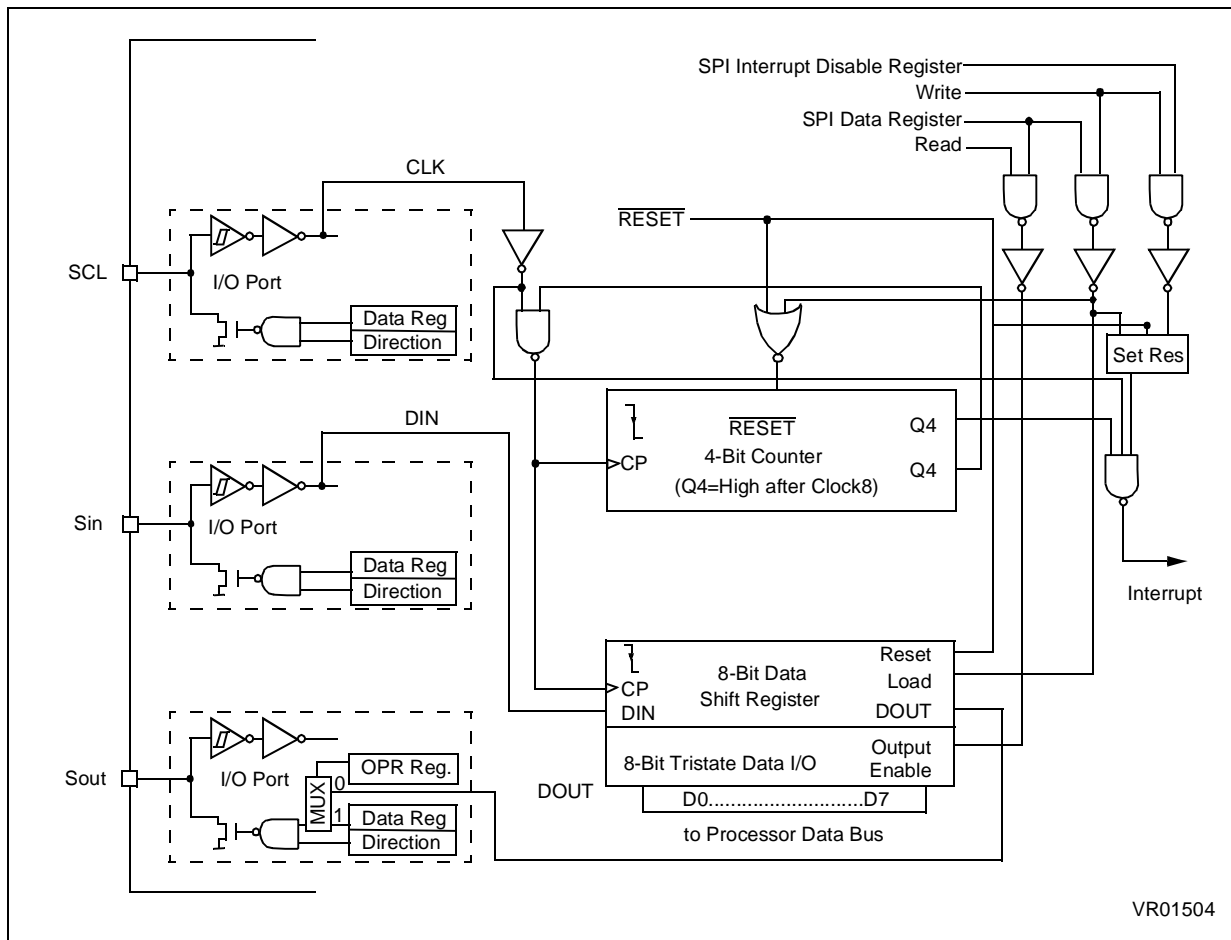 SPI Interrupt Disable Register
Write
SPI Data Register
Read
CLK
RESET
SCL
I/O Port
Data Reg
Direction
Set Res
DIN
RESET
Q4
4-Bit Counter
CP
Q4
(Q4=High after Clock8)
Sin
I/O Port
Data Reg
Direction
Interrupt
Reset
8-Bit Data
Load
CP
Shift Register
DIN
DOUT
Sout
I/O Port
OPR Reg.
MUX
0
1
Data Reg
Direction
8-Bit Tristate Data I/O
Output
Enable
DOUT
D0............................D7
to Processor Data Bus
VR01504